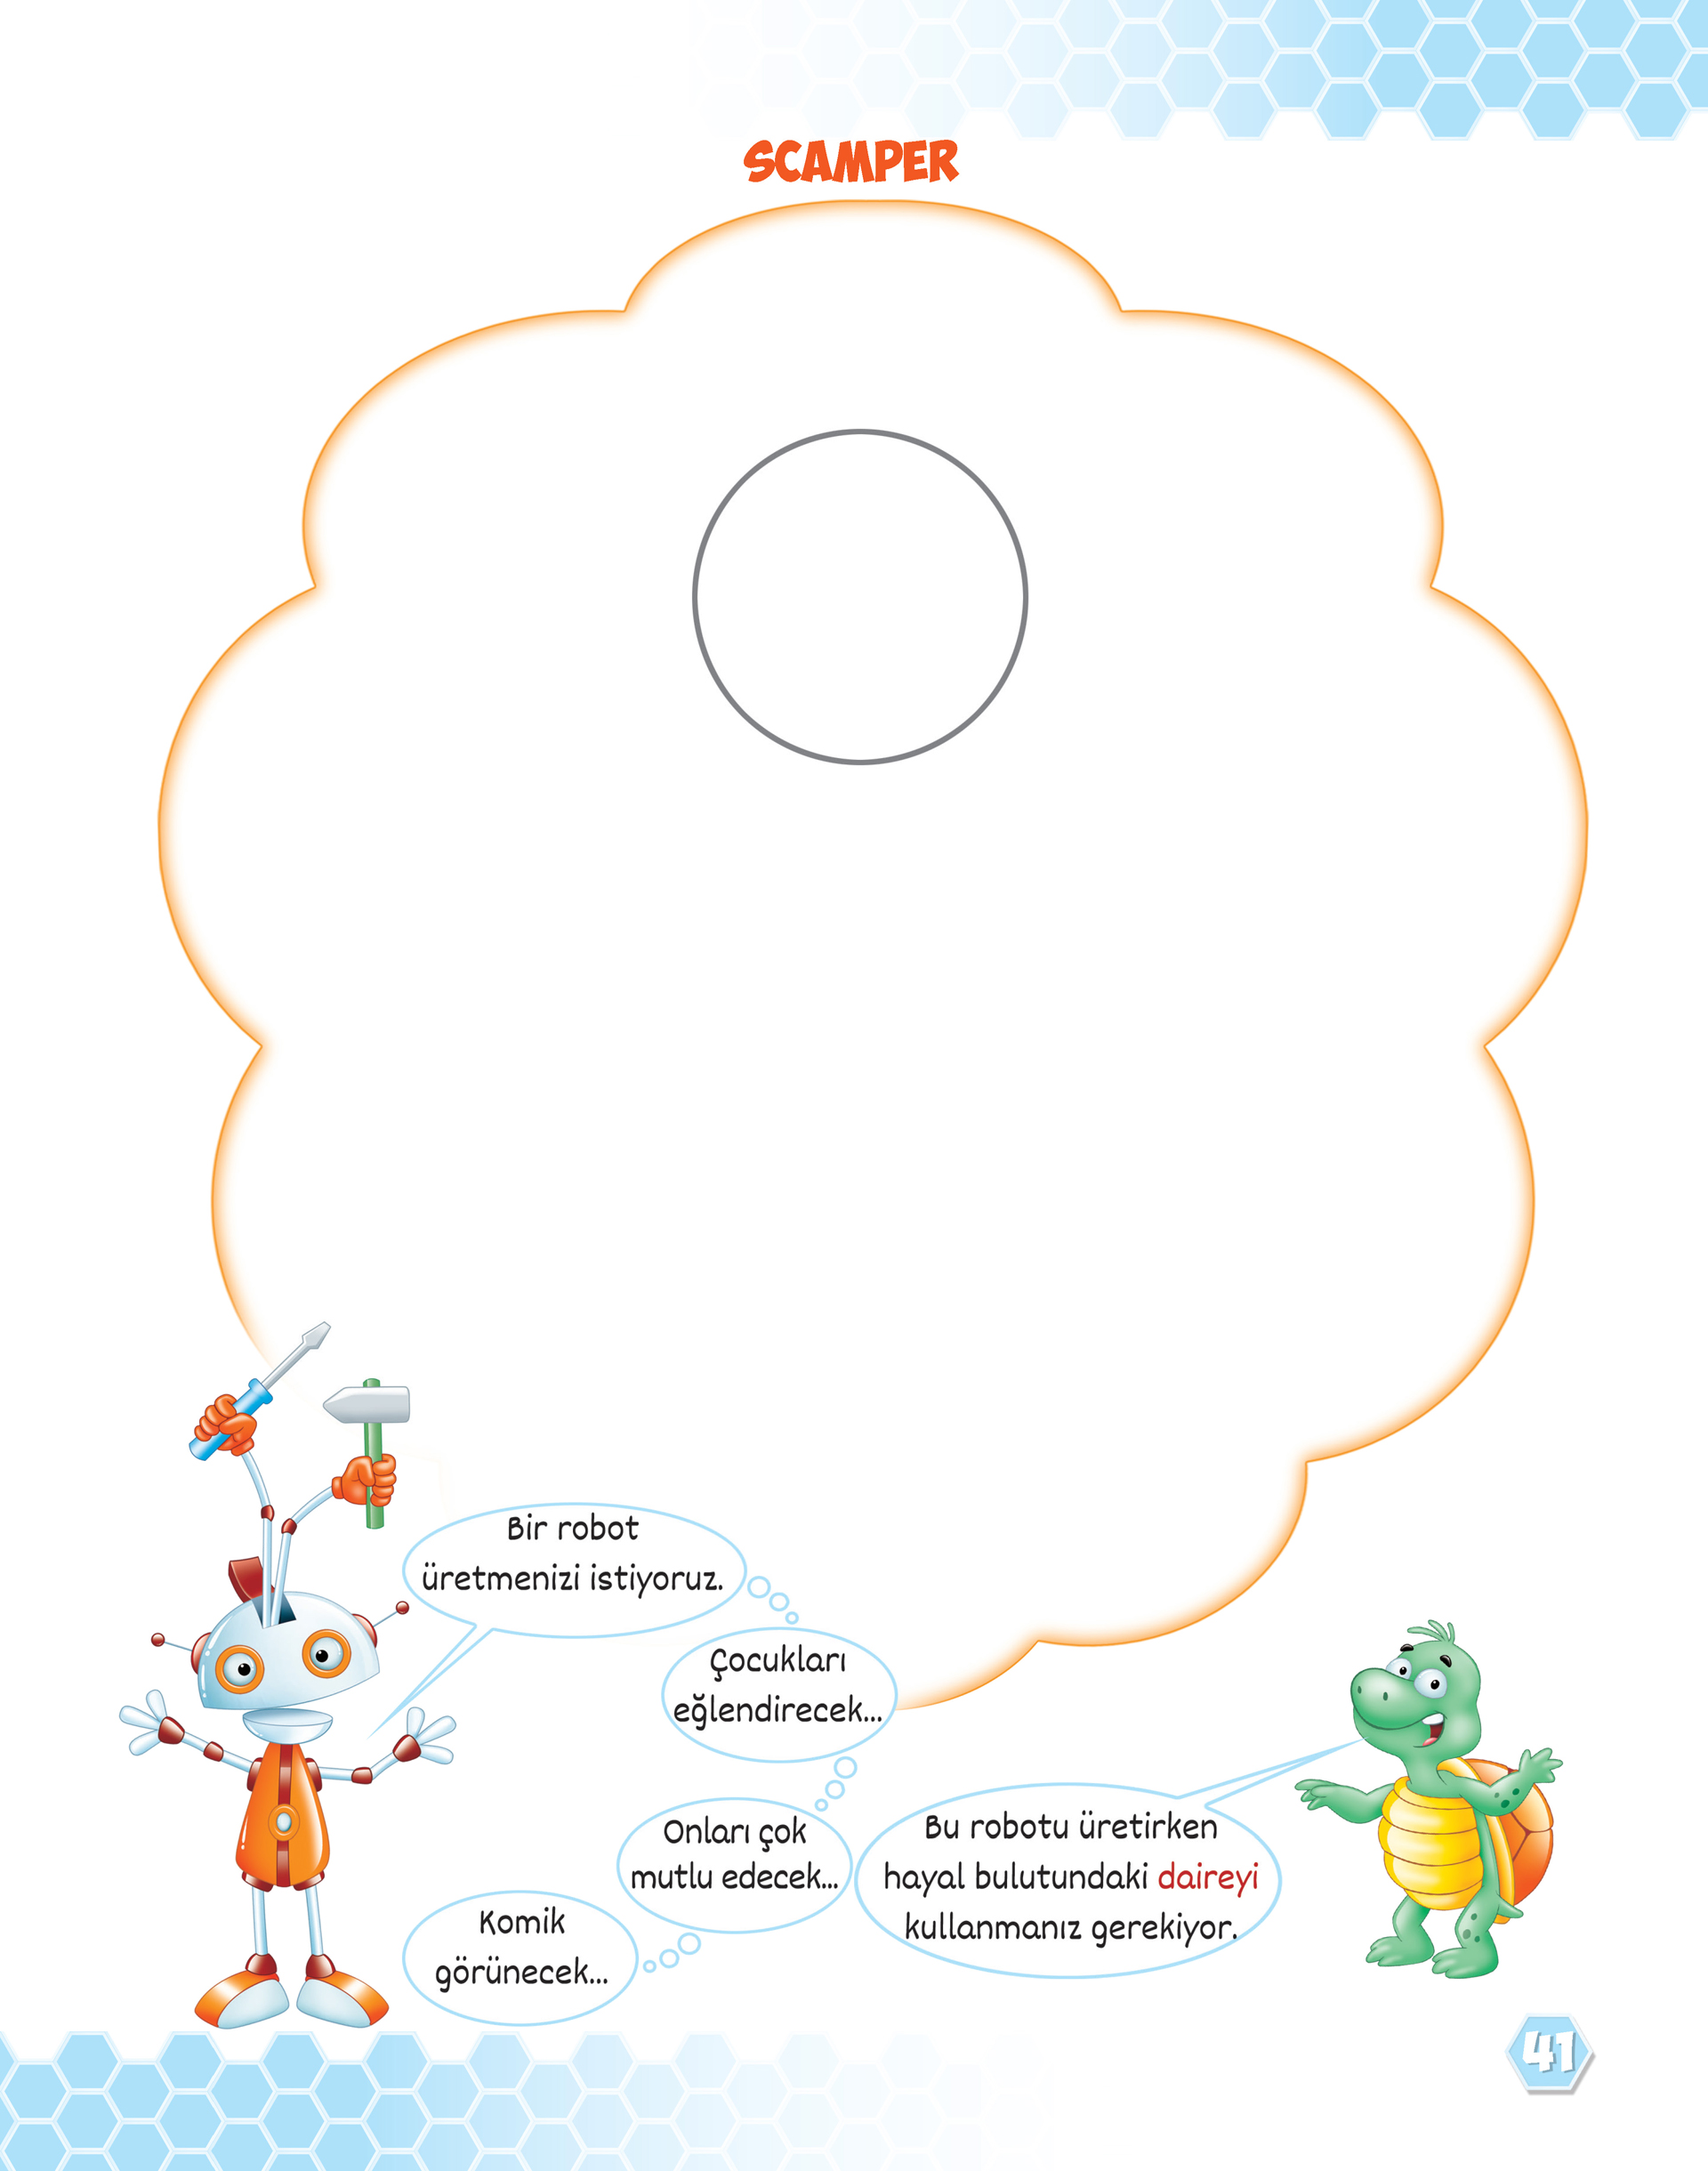 SCAMPER
Bir robot
üretmenizi istiyoruz.
Çocukları
eğlendirecek...
Onları çok
mutlu edecek...
Komik
görünecek...
Bu robotu üretirken
hayal bulutundaki daireyi
kullanmanız gerekiyor.
41